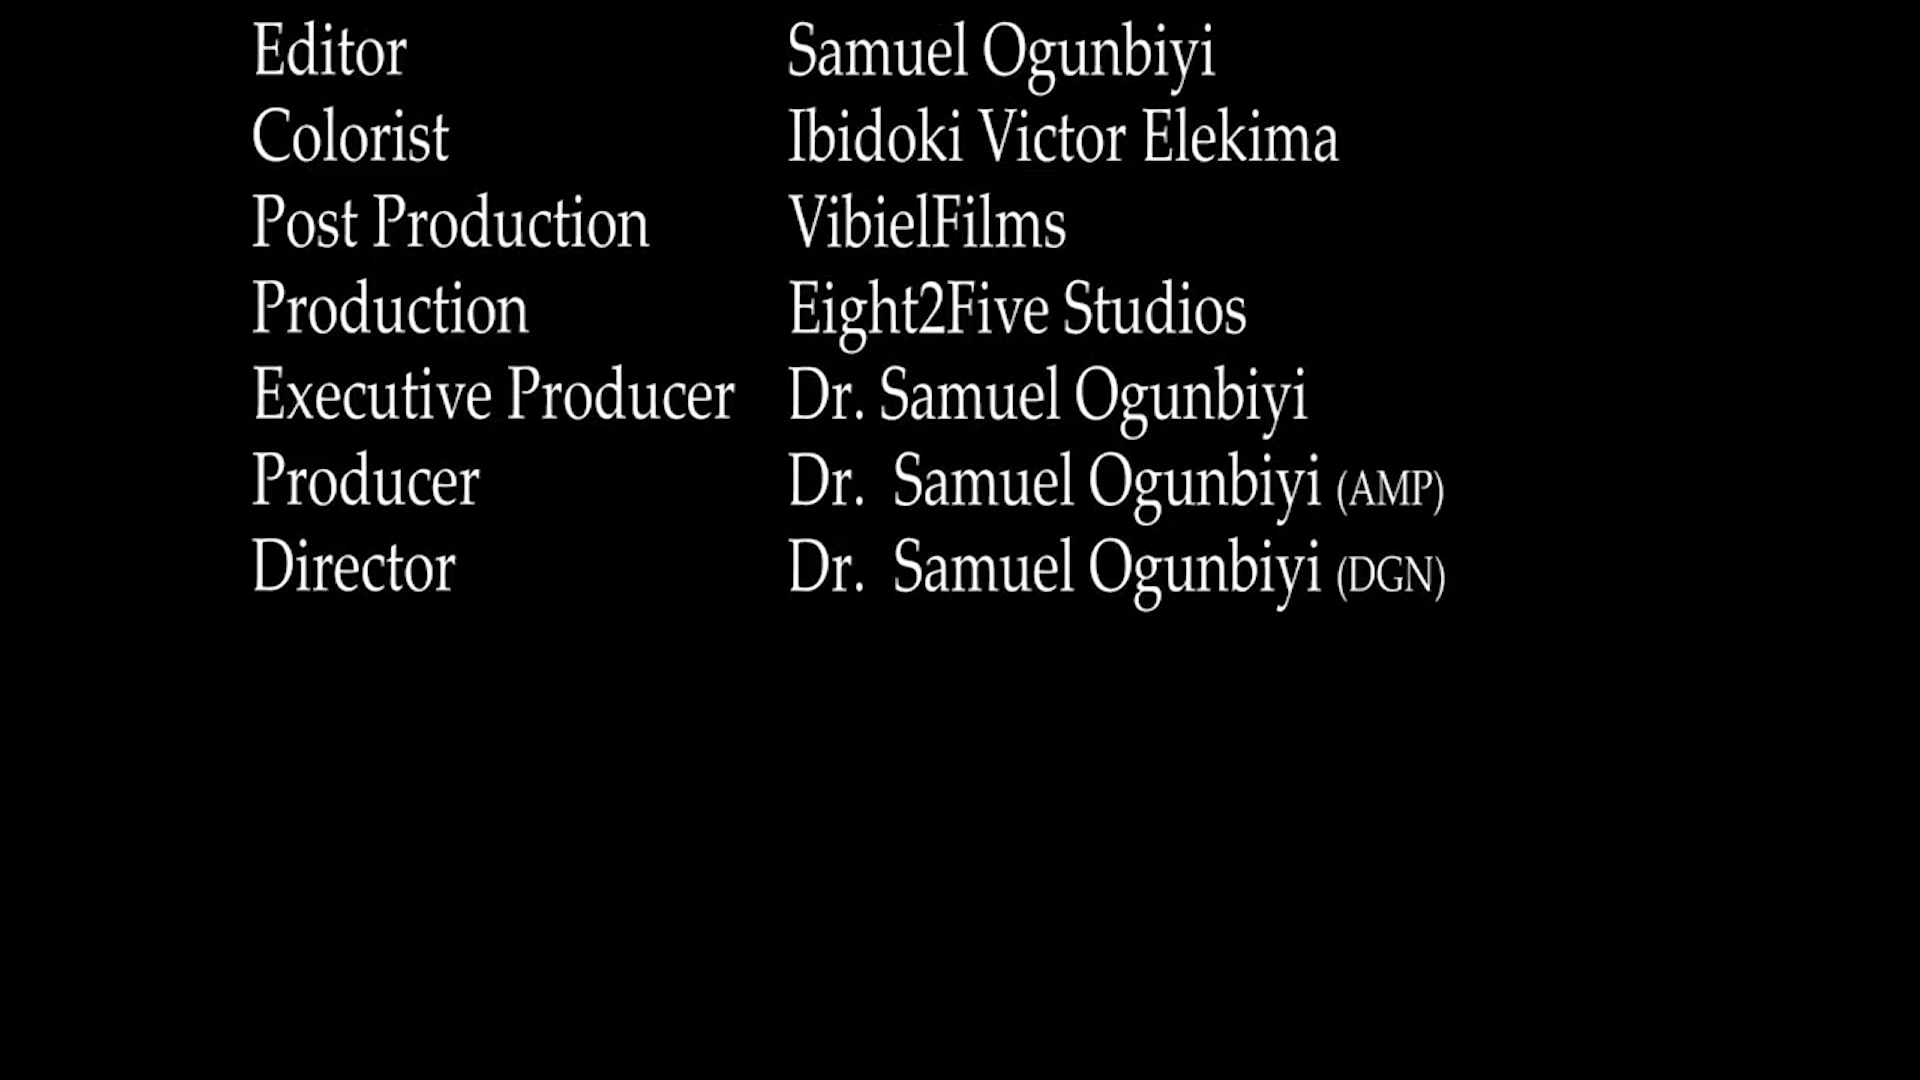 Editor Samuel Ogunbiyi
Colorist Ibidoki Victor Elekima
Post Production VibielFilms
Production Eight2Five Studios
Executive Producer Dr. Samuel Ogunbiyi
Producer Dr. Samuel Ogunbiyi (AMP)
Director Dr. Samuel Ogunbiyi (DGN)